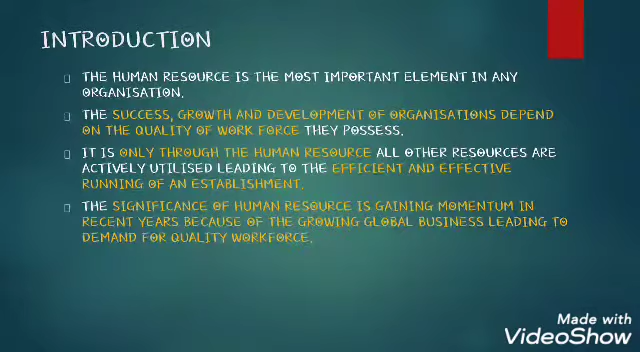 INTRODUCTION
THE HUMAN RESOURCE IS THE MOST IMPORTANT ELEMENT IN ANY
ORGANISATION.
THE SUCCESS, GROWTH AND DEVELOPMENT OF ORGANISATIONS DEPEND
ON THE QUALITY OF WORK FORCE THEY POSSESS.
IT IS ONLY THROUGH THE HUMAN RESOURCE ALL OTHER RESOURCES ARE
ACTIVELY UTILISED LEADING TO THE EFFICIENT AND EFFECTIVE
RUNNING OF AN ESTABLISHMENT.
THE SIGNIFICANCE OF HUMAN RESOURCE IS GAINING MOMENTUM IN
RECENT YEARS BECAUSE OF THE GROWING GLOBAL BUSINESS LEADING TO
DEMAND FOR QUALITY WORKFORCE.
Made with
VideoShow